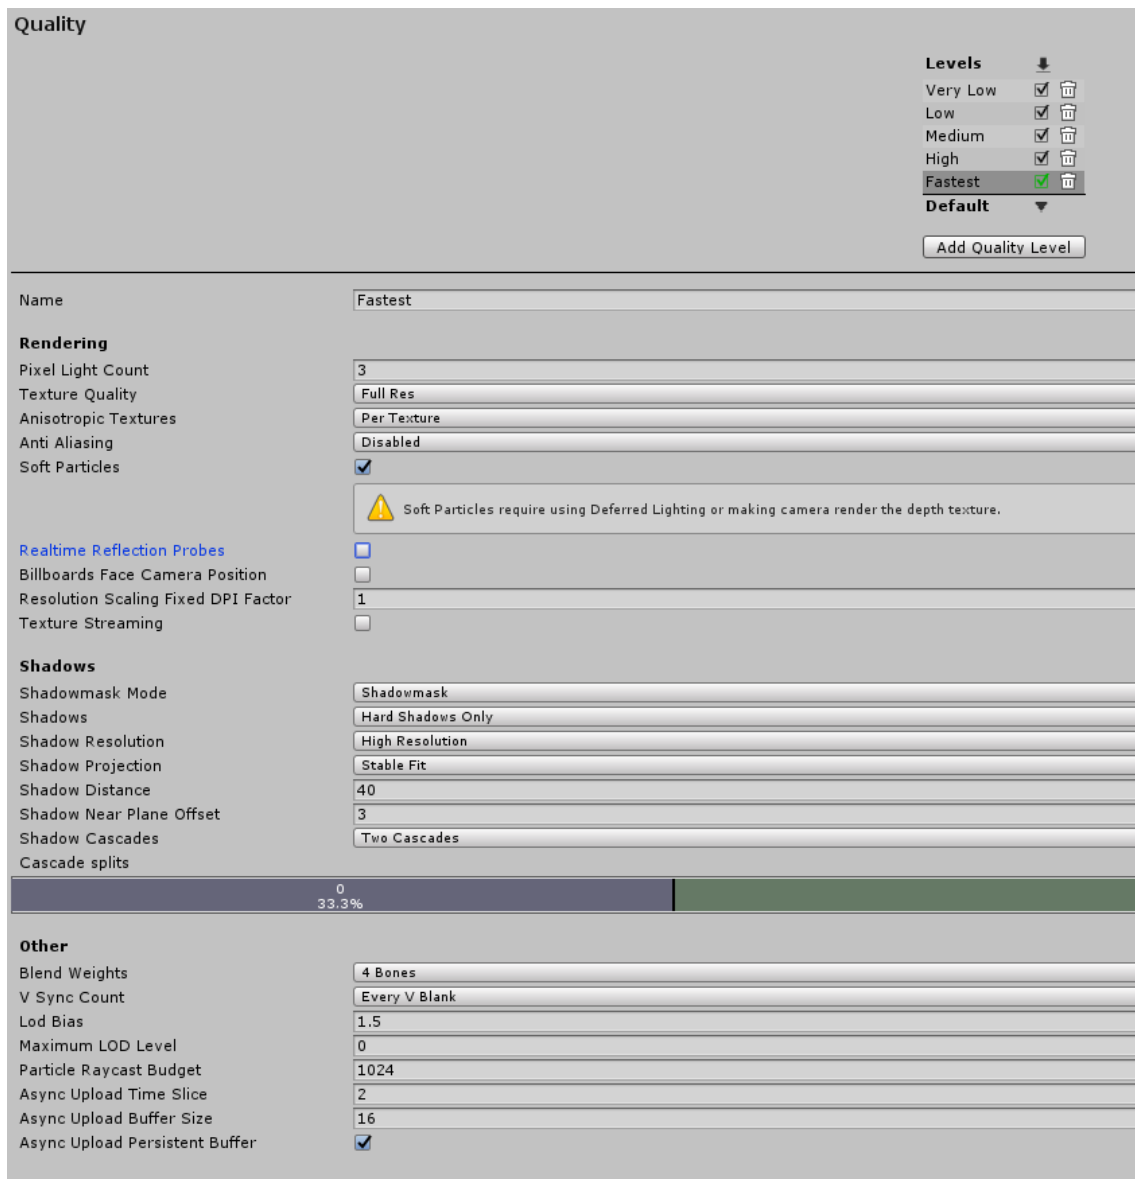 Quality
Levels
Very Low
Low
Medium
High
Fastest
Default
Add Quality Level
Name Fastest
Rendering
Pixel Light Count 3
Texture Quality Full Res
Anisotropic Textures Per Texture
Anti Aliasing Disabled
Soft Particles
Soft Particles require using Deferred Lighting or making camera render the depth texture.
Realtime Reflection Probes
Billboards Face Camera Position
Resolution Scaling Fixed DPI Factor 1
Texture Streaming
Shadows
Shadowmask Mode Shadowmask
Shadows Hard Shadows Only
Shadow Resolution High Resolution
Shadow Projection Stable Fit
Shadow Distance 40
Shadow Near Plane Offset 3
Shadow Cascades Two Cascades
Cascade splits
0
33.3%
Other
Blend Weights 4 Bones
V Sync Count Every V Blank
Lod Bias 1.5
Maximum LOD Level 0
Particle Raycast Budget 1024
Async Upload Time Slice 2
Async Upload Buffer Size 16
Async Upload Persistent Buffer